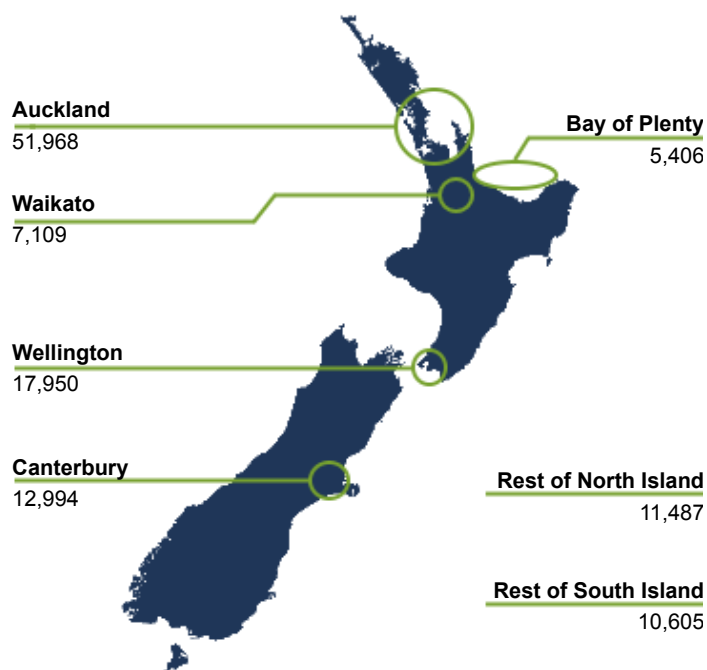 Auckland
51,968
Bay of Plenty
5,406
Waikato
7,109
Wellington
17,950
Canterbury
12,994
Rest of North Island
11,487
Rest of South Island
10,605